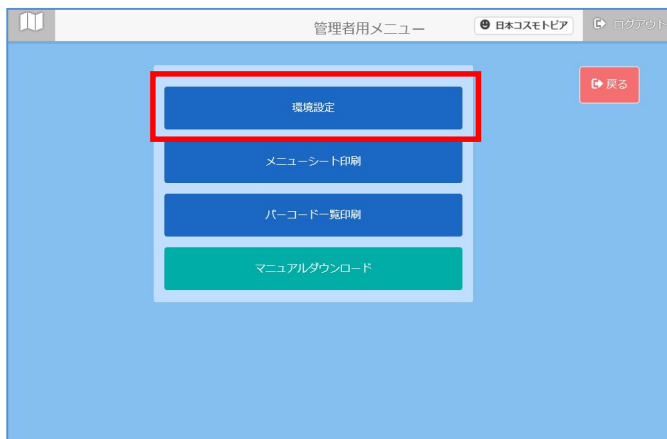 管理者用メニュー
日本コスモトピア
ログアウト
戻る
環境設定
メニューシート印刷
バーコード一覧印刷
マニュアルダウンロード